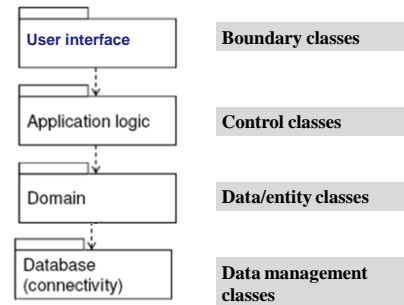 User interface
Boundary classes
Application logic
Control classes
Domain
Data/entity classes
Database
(connectivity)
Data management
classes